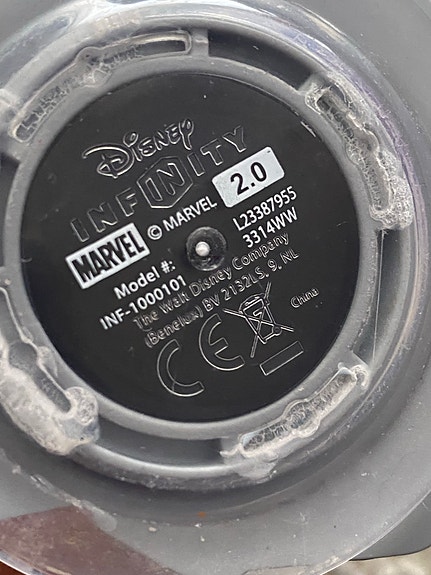 Disney
INFINITY
2.0
MARVEL © MARVEL
L23387955
3314WW
Model #:
INF-1000101
The Walt Disney Company
(Benelux) BV 2132LS. 9. NL
CE
China